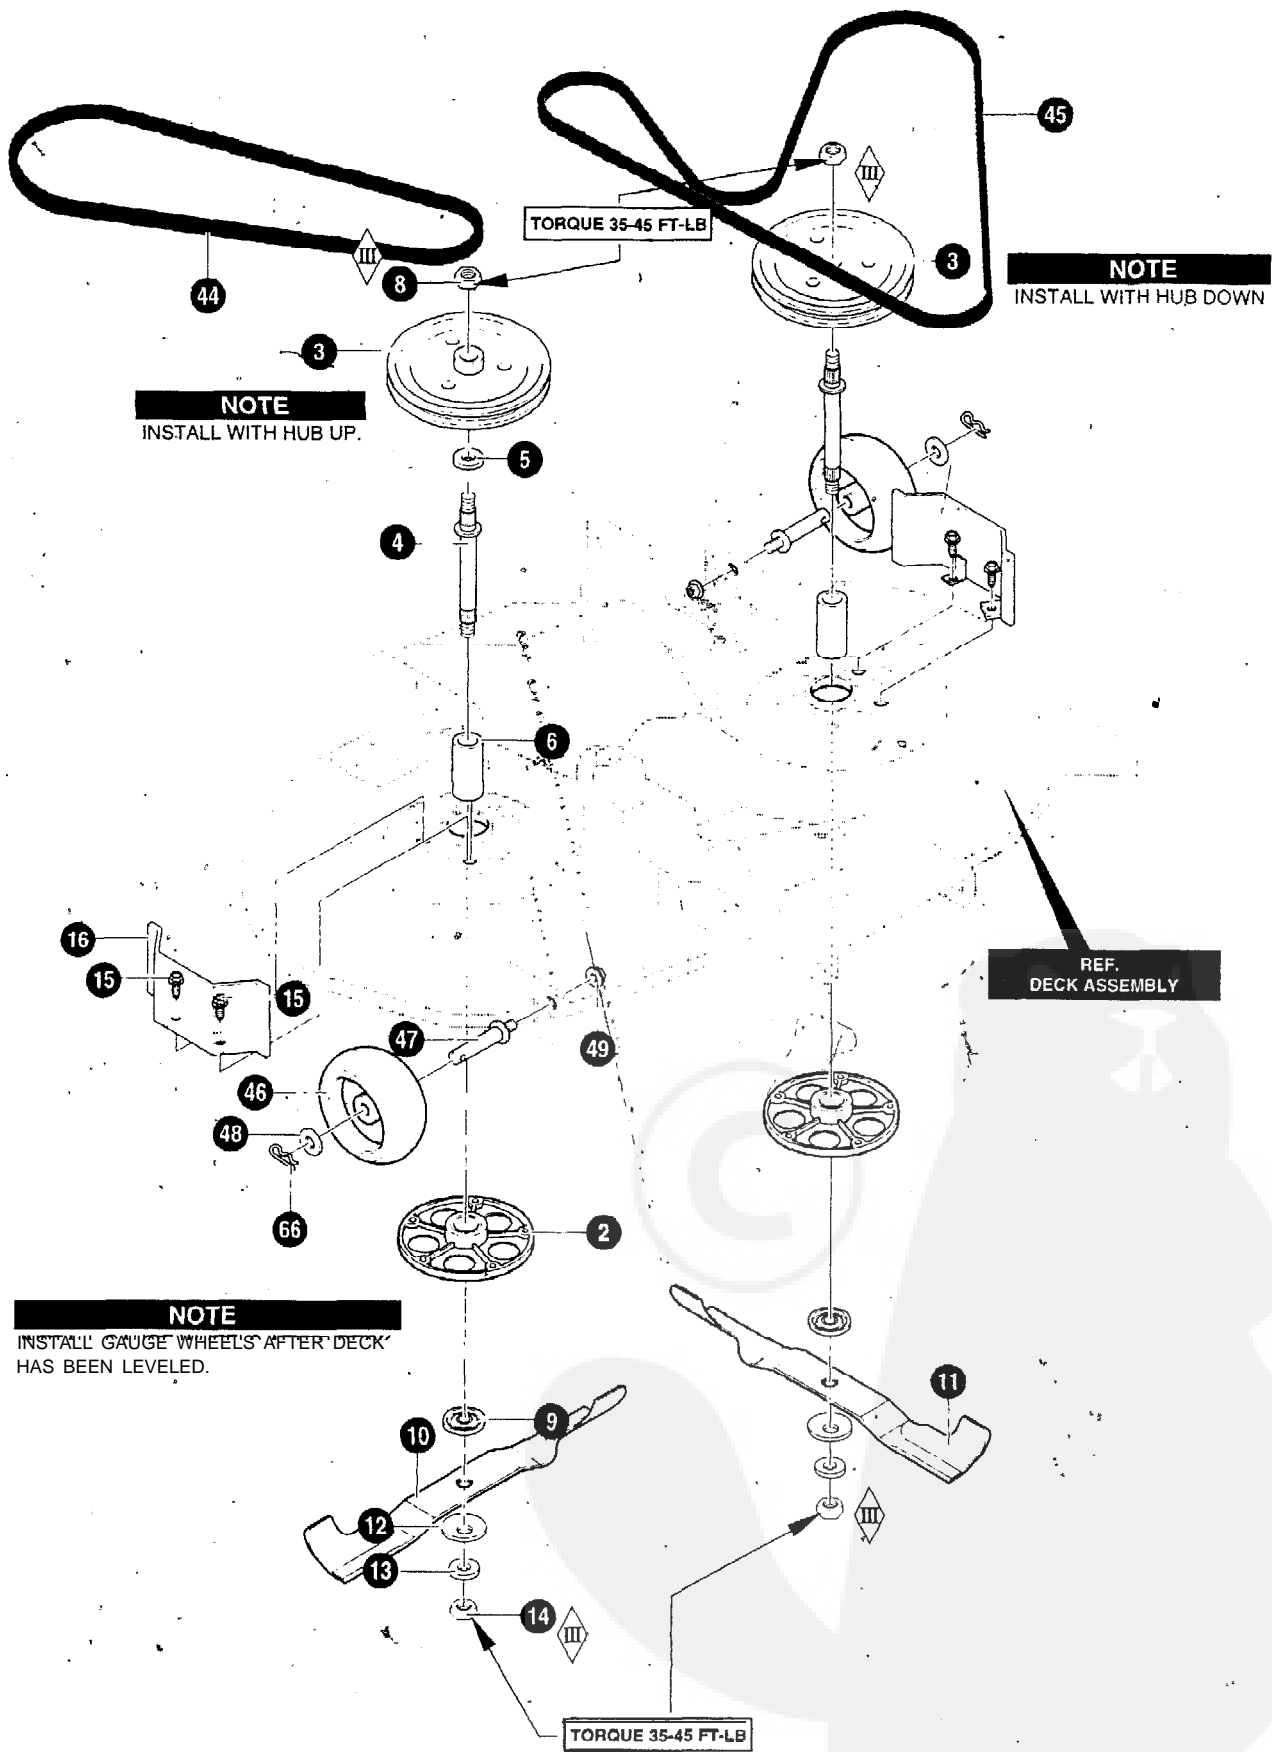 45
III
TORQUE 35-45 FT-LB
III
3
NOTE
INSTALL WITH HUB DOWN
44
8
3
NOTE
INSTALL WITH HUB UP.
5
4
6
16
15
15
REF.
DECK ASSEMBLY
47
49
46
48
66
2
NOTE
INSTALL GAUGE WHEELS AFTER DECK
HAS BEEN LEVELED.
11
9
10
12
III
13
14
III
TORQUE 35-45 FT-LB
C